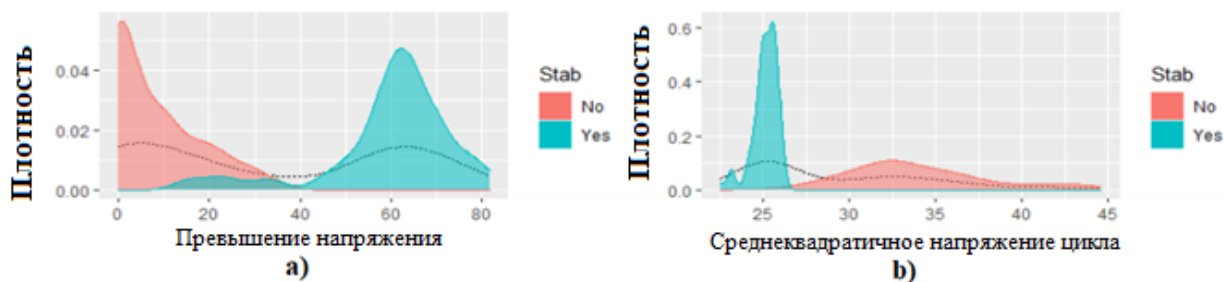 Плотность
0.04
0.02
0.00
0
20
40
60
80
Превышение напряжения
a)
Stab
No
Yes
Плотность
0.6
0.4
0.2
0.0
25
30
35
40
45
Среднеквадратичное напряжение цикла
b)
Stab
No
Yes